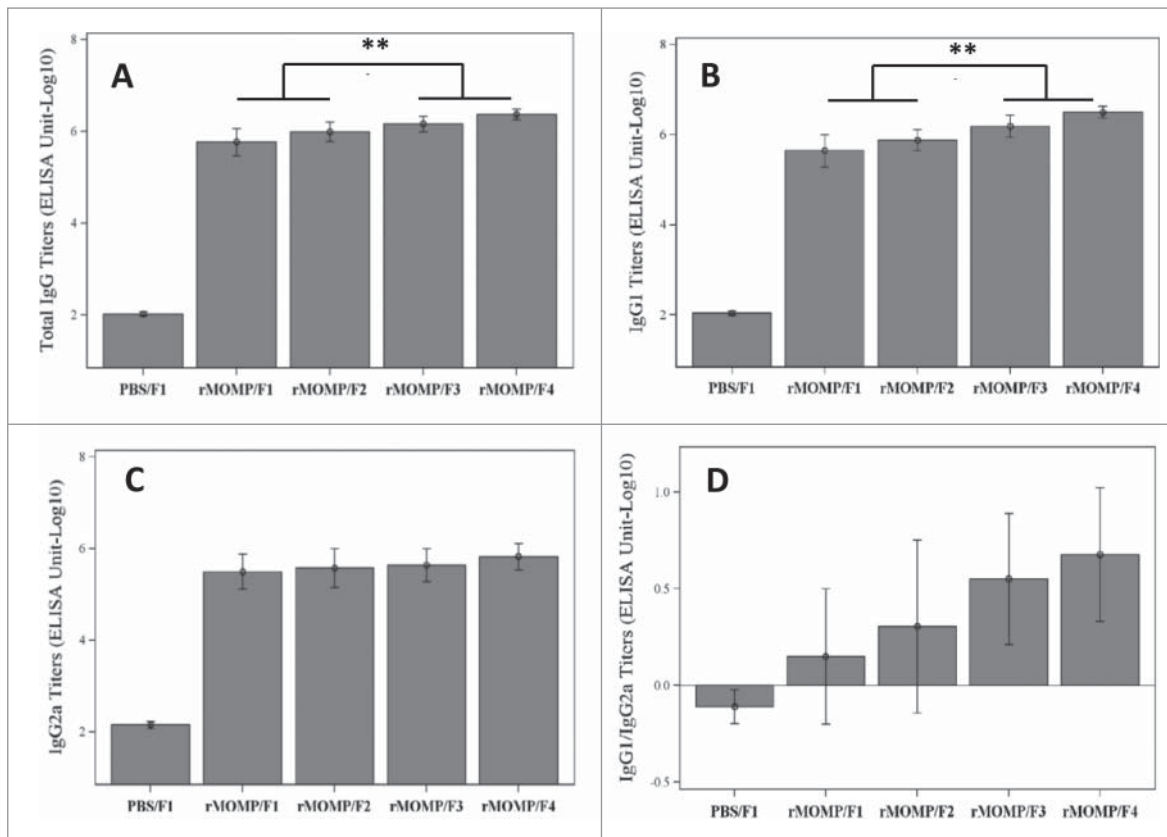 A
**
Total IgG Titers (ELISA Unit-Log10)
8
6
4
2
PBS/F1 rMOMP/F1 rMOMP/F2 rMOMP/F3 rMOMP/F4
B
**
IgG1 Titers (ELISA Unit-Log10)
8
6
4
2
PBS/F1 rMOMP/F1 rMOMP/F2 rMOMP/F3 rMOMP/F4
C
IgG2a Titers (ELISA Unit-Log10)
8
6
4
2
PBS/F1 rMOMP/F1 rMOMP/F2 rMOMP/F3 rMOMP/F4
D
IgG1/IgG2a Titers (ELISA Unit-Log10)
1.0
0.5
0.0
-0.5
PBS/F1 rMOMP/F1 rMOMP/F2 rMOMP/F3 rMOMP/F4